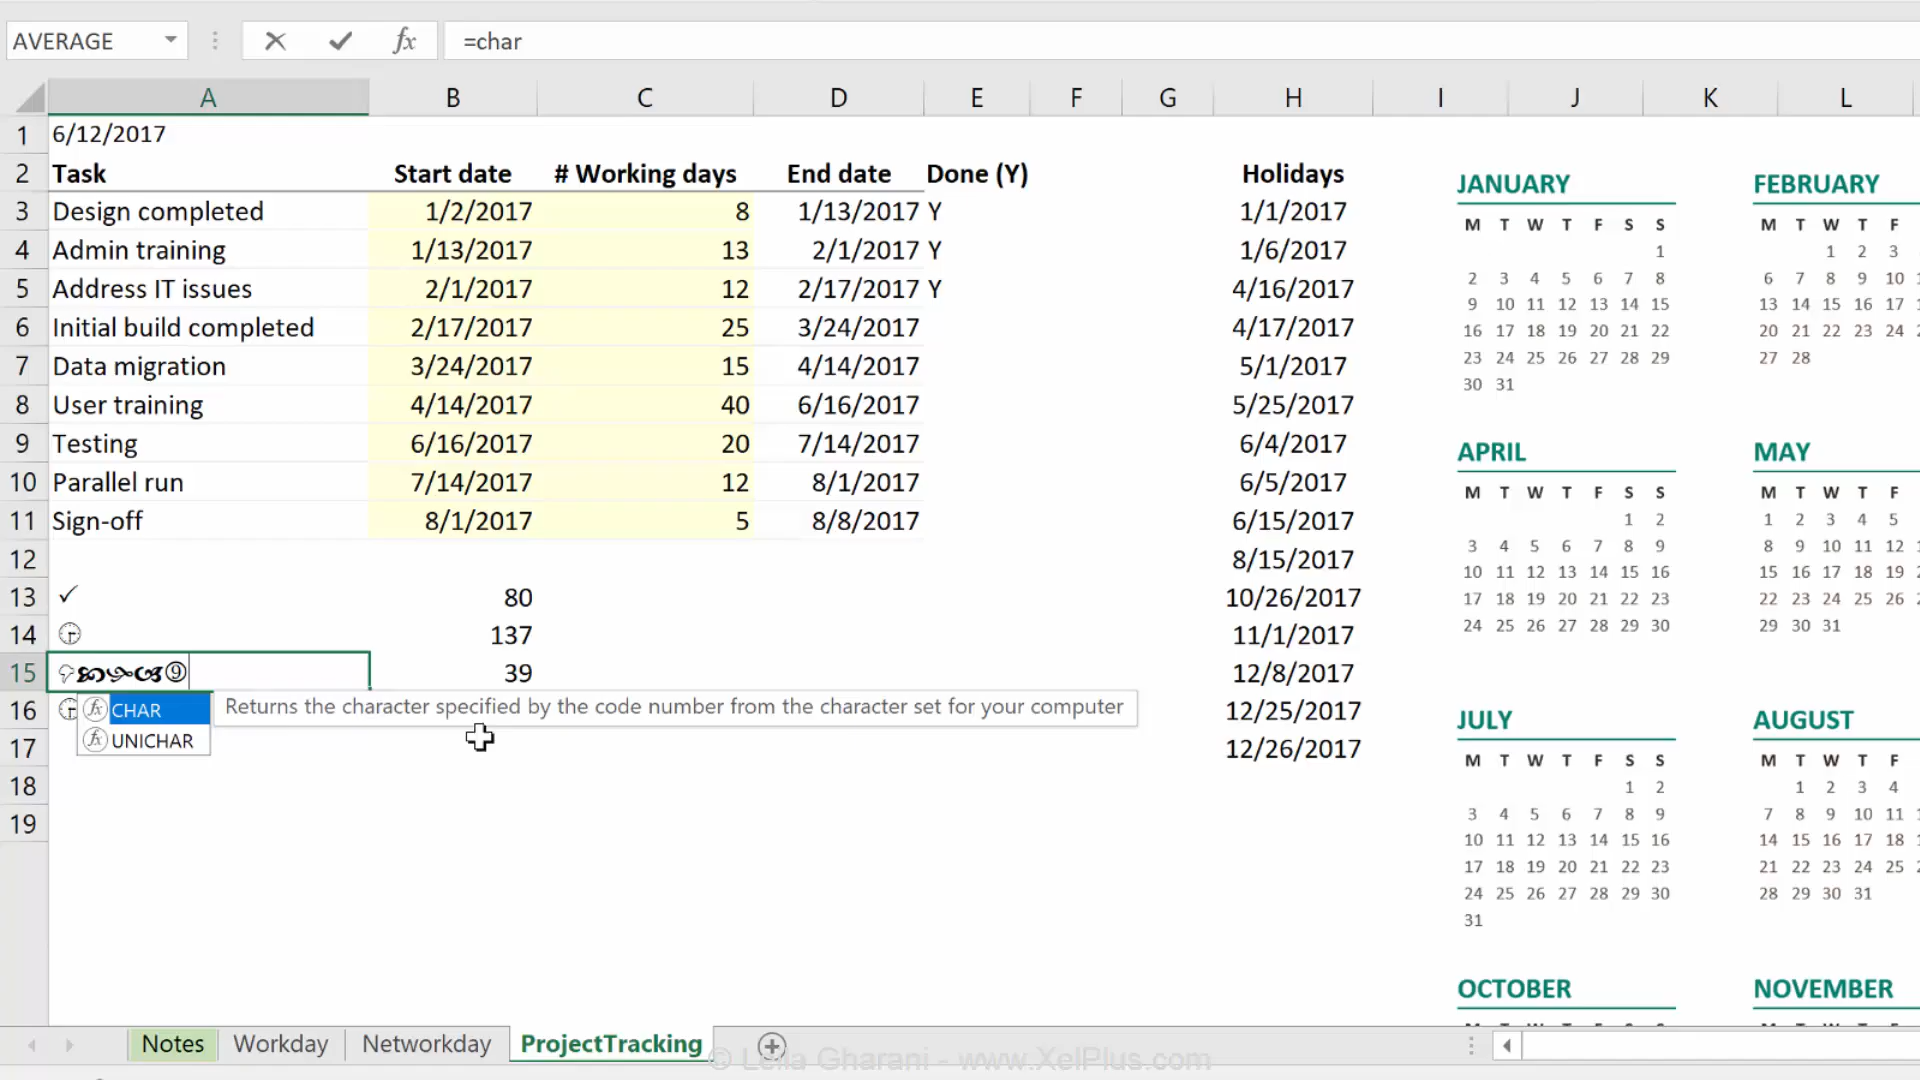 AVERAGE
fx
=char
A B C D E F G H I J K L
1 6/12/2017
2 Task Start date # Working days End date Done (Y) Holidays
3 Design completed 1/2/2017 8 1/13/2017 Y 1/1/2017
4 Admin training 1/13/2017 13 2/1/2017 Y 1/6/2017
5 Address IT issues 2/1/2017 12 2/17/2017 Y 4/16/2017
6 Initial build completed 2/17/2017 25 3/24/2017 4/17/2017
7 Data migration 3/24/2017 15 4/14/2017 5/1/2017
8 User training 4/14/2017 40 6/16/2017 5/25/2017
9 Testing 6/16/2017 20 7/14/2017 6/4/2017
10 Parallel run 7/14/2017 12 8/1/2017 6/5/2017
11 Sign-off 8/1/2017 5 8/8/2017 6/15/2017
12 8/15/2017
13 ✓ 80 10/26/2017
14 137 11/1/2017
15 39 12/8/2017
16 12/25/2017
17 12/26/2017
18
19
fx CHAR
fx UNICHAR
Returns the character specified by the code number from the character set for your computer
JANUARY
M T W T F S S
1
2 3 4 5 6 7 8
9 10 11 12 13 14 15
16 17 18 19 20 21 22
23 24 25 26 27 28 29
30 31
FEBRUARY
M T W T F
1 2 3
6 7 8 9 10
13 14 15 16 17
20 21 22 23 24
27 28
APRIL
M T W T F S S
1 2
3 4 5 6 7 8 9
10 11 12 13 14 15 16
17 18 19 20 21 22 23
24 25 26 27 28 29 30
MAY
M T W T F
1 2 3 4 5
8 9 10 11 12
15 16 17 18 19
22 23 24 25 26
29 30 31
JULY
M T W T F S S
1 2
3 4 5 6 7 8 9
10 11 12 13 14 15 16
17 18 19 20 21 22 23
24 25 26 27 28 29 30
31
AUGUST
M T W T F
1 2 3 4
7 8 9 10 11
14 15 16 17 18
21 22 23 24 25
28 29 30 31
OCTOBER
NOVEMBER
Notes Workday Networkday ProjectTracking
© Leila Gharani - www.XelPlus.com